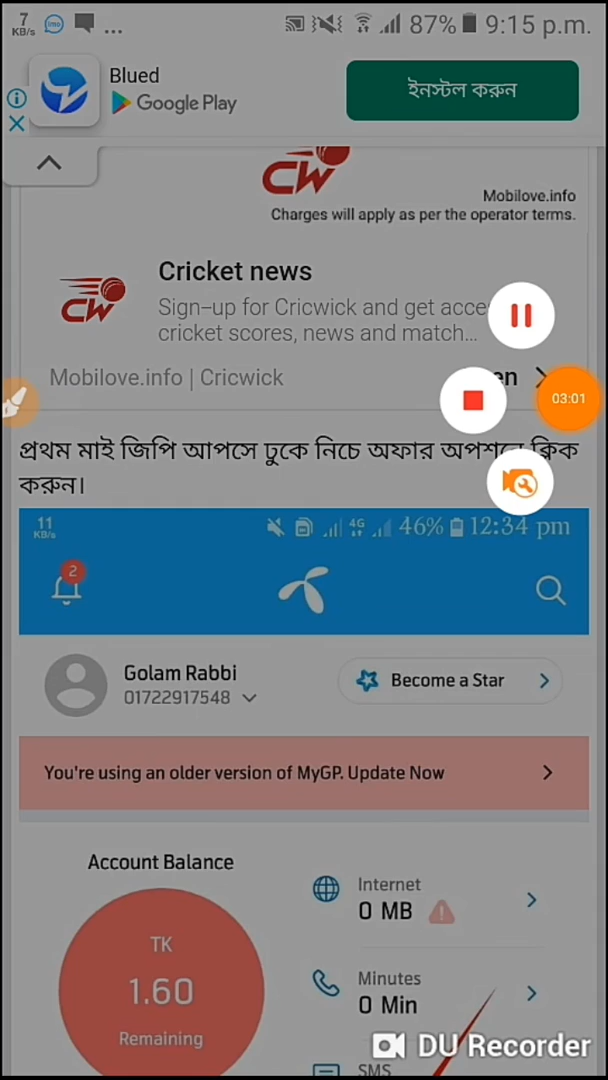 7
KB/s
imo
...
87%
9:15 p.m.
Blued
Google Play
ইনস্টল করুন
CW
Mobilove.info
Charges will apply as per the operator terms.
Cricket news
CW
Sign-up for Cricwick and get acce
cricket scores, news and match...
Mobilove.info | Cricwick
en
03:01
প্রথম মাই জিপি আপসে ঢুকে নিচে অফার অপশনে ক্লিক
করুন।
11
KB/s
4G
46%
12:34 pm
2
Golam Rabbi
01722917548
Become a Star
You're using an older version of MyGP. Update Now
Account Balance
TK
1.60
Remaining
Internet
0 MB
Minutes
0 Min
SMS
DU Recorder